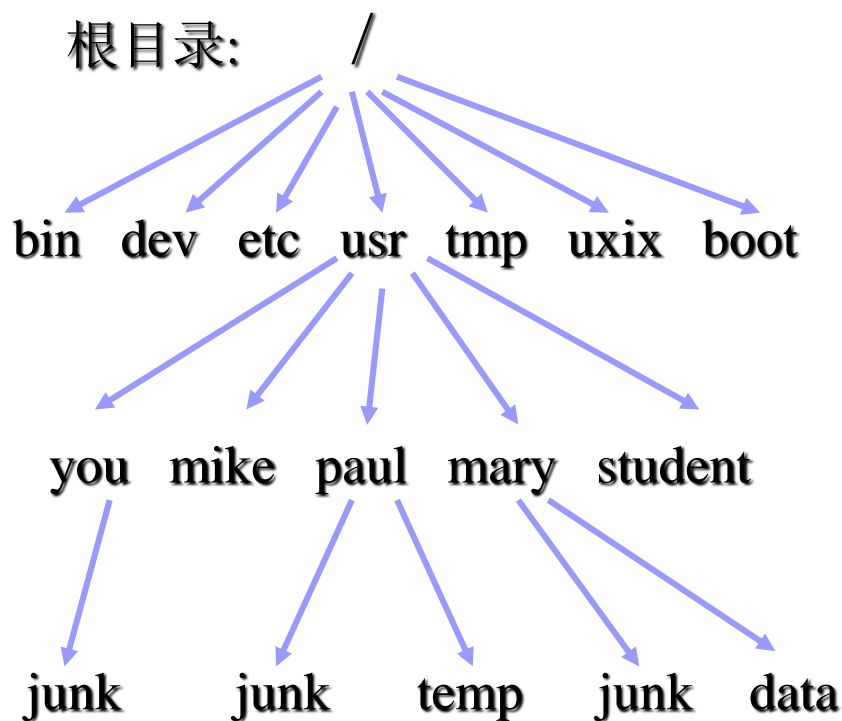 根目录: /
bin dev etc usr tmp uxix boot
you mike paul mary student
junk junk temp junk data